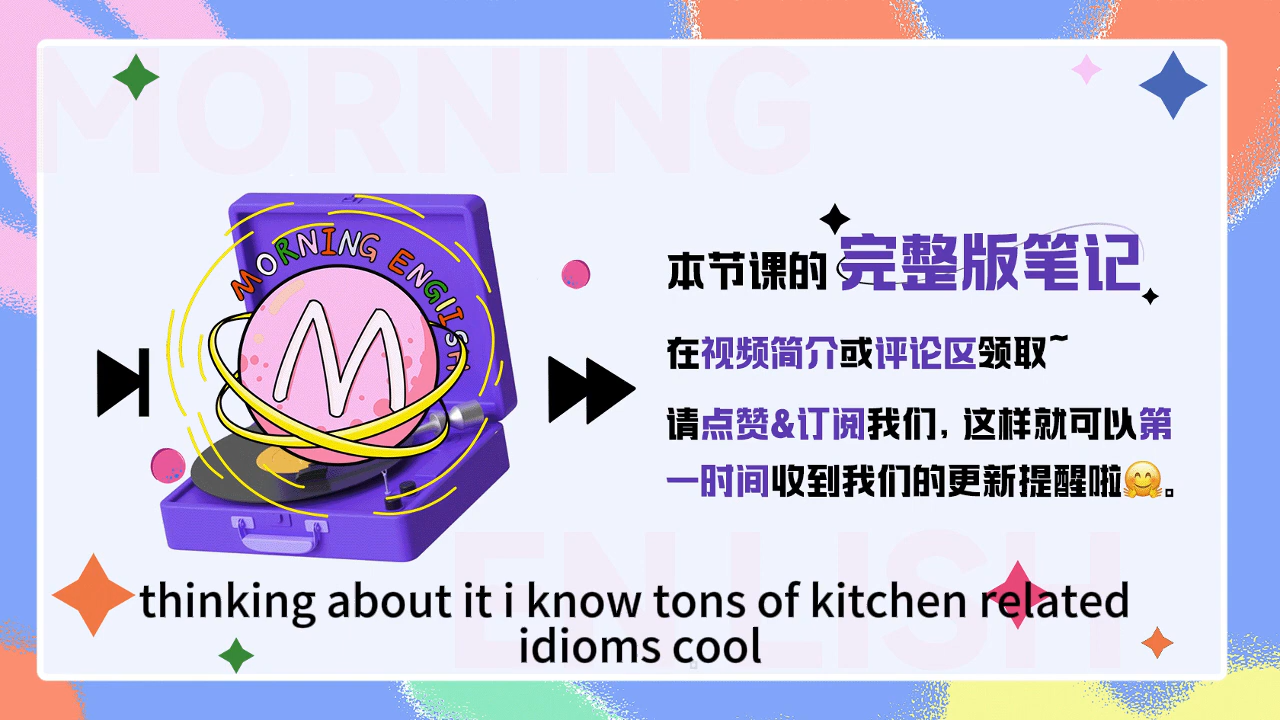 MORNING
MORNING ENGLISH
M
本节课的完整版笔记
在视频简介或评论区领取~
请点赞&订阅我们, 这样就可以第
一时间收到我们的更新提醒啦🤗。
thinking about it i know tons of kitchen related
idioms cool